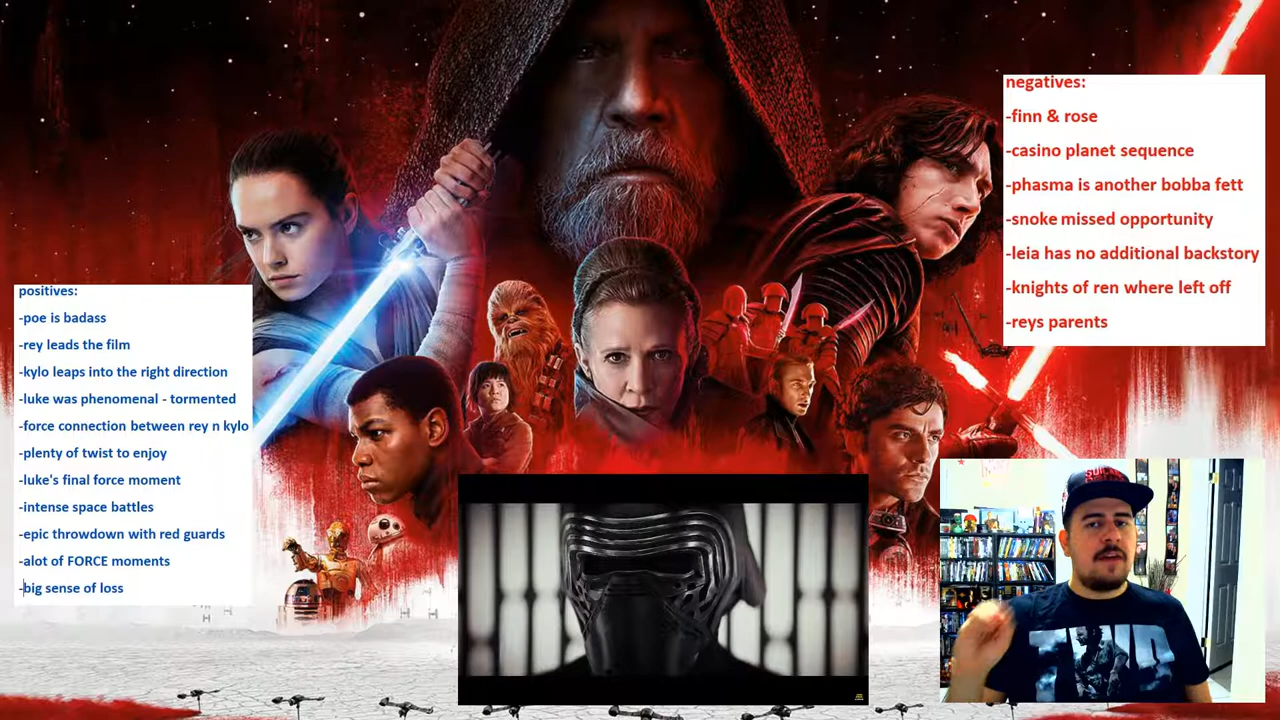 positives:
-poe is badass
-rey leads the film
-kylo leaps into the right direction
-luke was phenomenal - tormented
-force connection between rey n kylo
-plenty of twist to enjoy
-luke's final force moment
-intense space battles
-epic throwdown with red guards
-alot of FORCE moments
-big sense of loss
negatives:
-finn & rose
-casino planet sequence
-phasma is another bobba fett
-snoke missed opportunity
-leia has no additional backstory
-knights of ren where left off
-reys parents